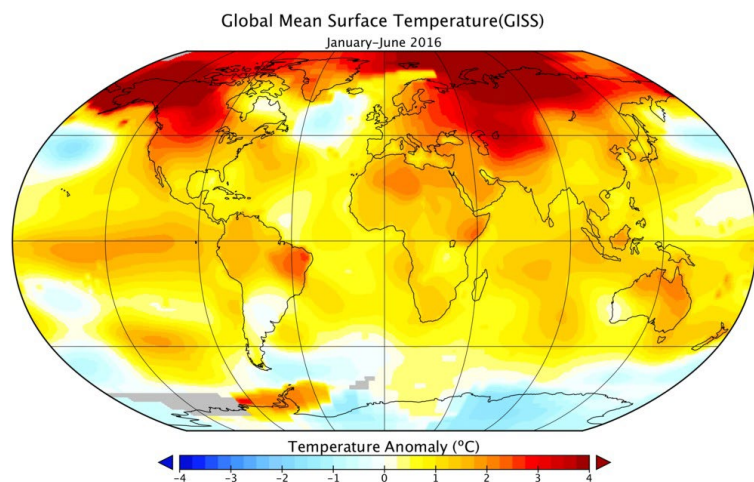 Global Mean Surface Temperature(GISS)
January-June 2016
Temperature Anomaly (ºC)
-4 -3 -2 -1 0 1 2 3 4